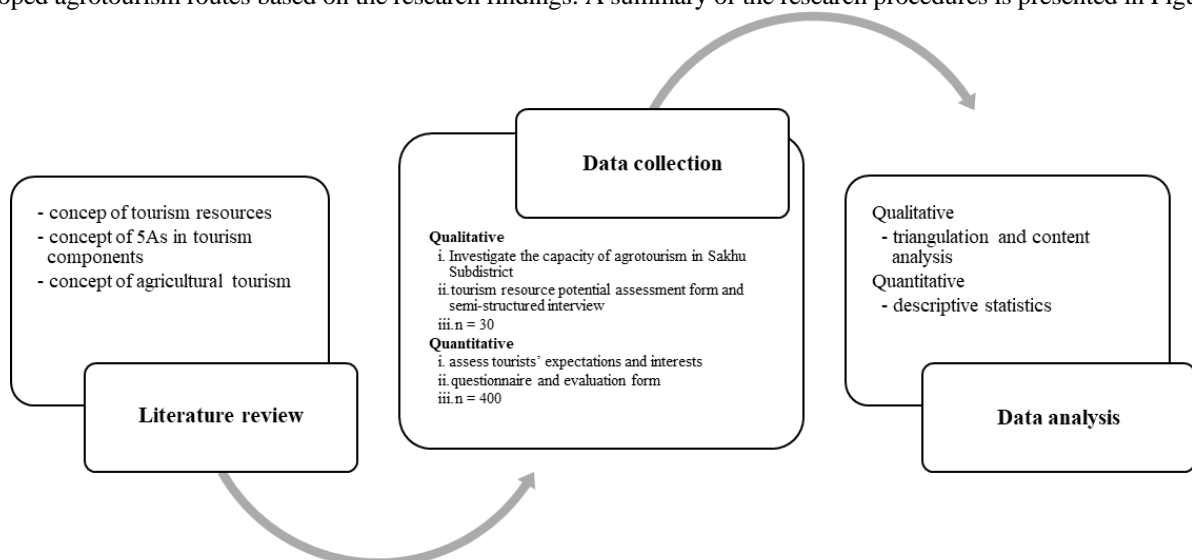 oped agrotourism routes based on the research findings. A summary of the research procedures is presented in Figu
- concep of tourism resources
- concept of 5As in tourism
components
- concept of agricultural tourism
Literature review
Data collection
Qualitative
i. Investigate the capacity of agrotourism in Sakhu
Subdistrict
ii.tourism resource potential assessment form and
semi-structured interview
iii.n = 30
Quantitative
i. assess tourists’ expectations and interests
ii.questionnaire and evaluation form
iii.n = 400
Qualitative
- triangulation and content
analysis
Quantitative
- descriptive statistics
Data analysis